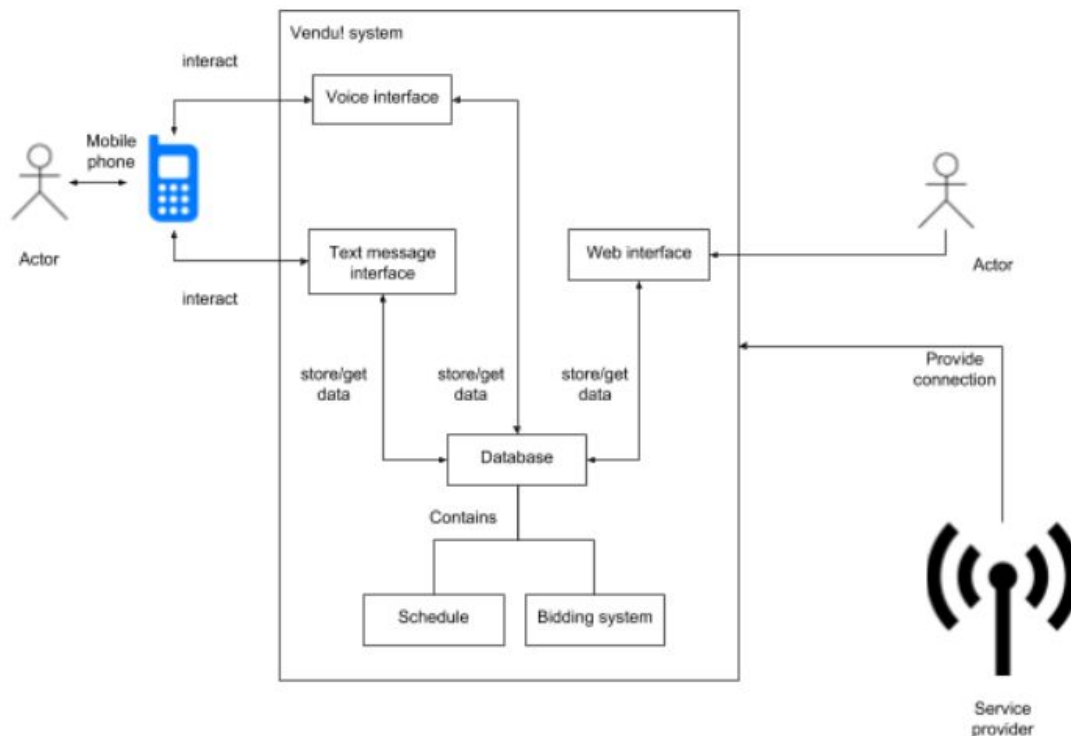 Vendu! system
interact
Voice interface
Mobile
phone
Actor
Text message
interface
interact
Web interface
Actor
Provide
connection
store/get
data
store/get
data
store/get
data
Database
Contains
Schedule
Bidding system
Service
provider